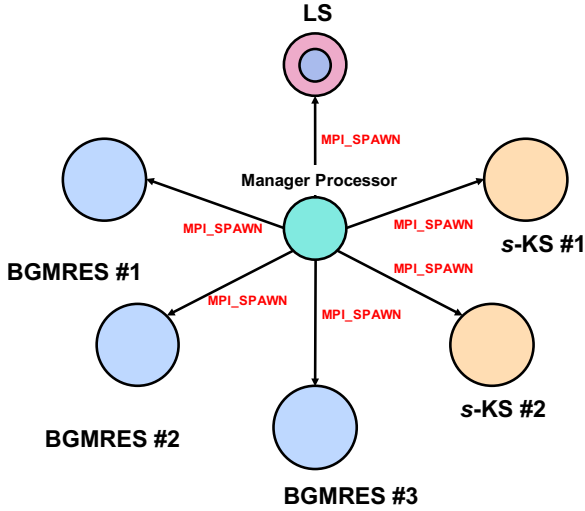 LS
MPI_SPAWN
Manager Processor
MPI_SPAWN
MPI_SPAWN
s-KS #1
BGMRES #1
MPI_SPAWN
MPI_SPAWN
MPI_SPAWN
s-KS #2
BGMRES #2
BGMRES #3